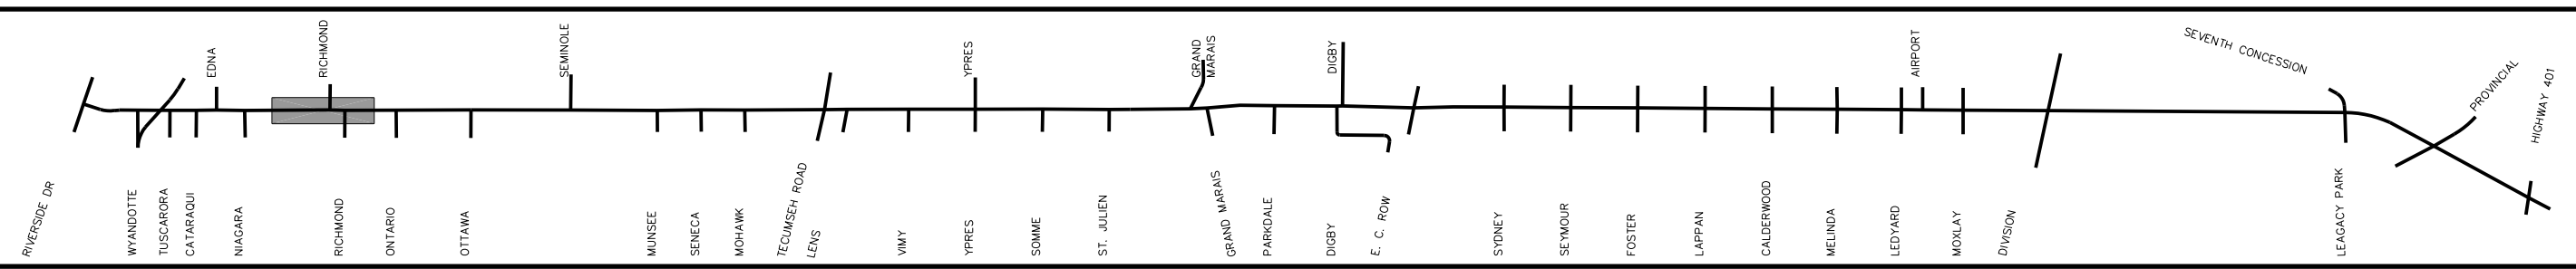 EDNA
RICHMOND
SEMINOLE
YPRES
GRAND
MARAIS
DIGBY
AIRPORT
SEVENTH CONCESSION
PROVINCIAL
HIGHWAY 401
RIVERSIDE DR
WYANDOTTE
TUSCARORA
CATARAQUI
NIAGARA
RICHMOND
ONTARIO
OTTAWA
MUNSEE
SENECA
MOHAWK
TECUMSEH ROAD
LENS
VIMY
YPRES
SOMME
ST. JULIEN
GRAND MARAIS
PARKDALE
DIGBY
E. C. ROW
SYDNEY
SEYMOUR
FOSTER
LAPPAN
CALDERWOOD
MELINDA
LEDYARD
MOXLAY
DIVISION
LEAGACY PARK